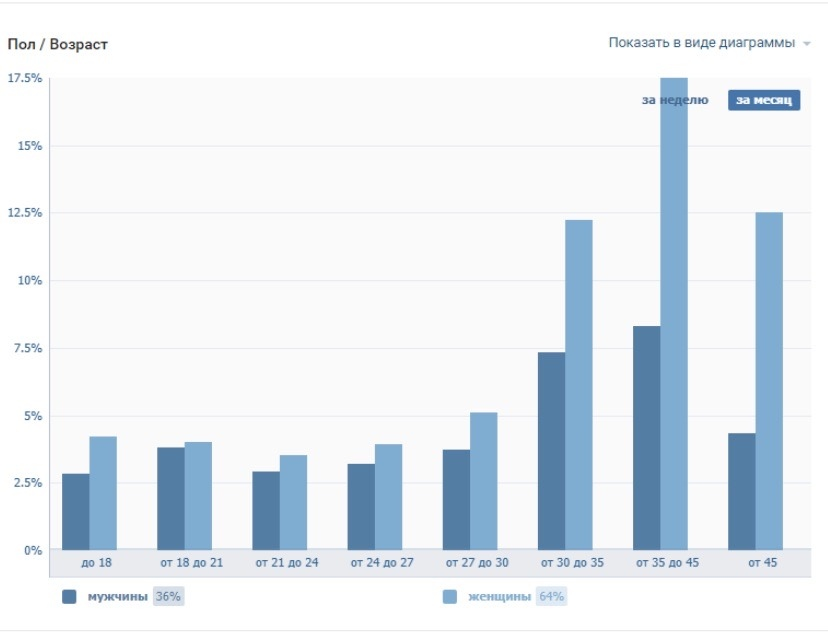 Пол / Возраст Показать в виде диаграммы
17.5%
за неделю за месяц
15%
12.5%
10%
7.5%
5%
2.5%
0%
до 18 от 18 до 21 от 21 до 24 от 24 до 27 от 27 до 30 от 30 до 35 от 35 до 45 от 45
мужчины 36% женщины 64%